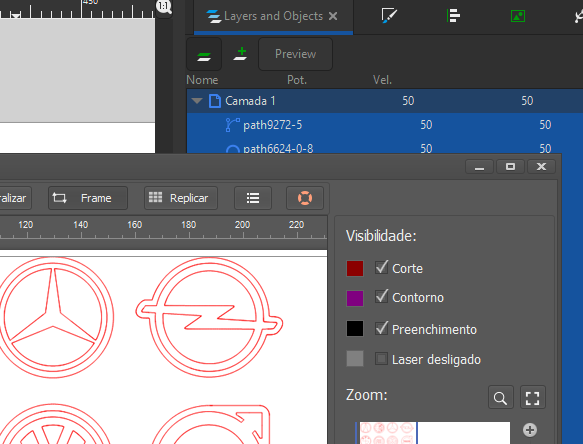 450
1:1
Layers and Objects
Preview
Nome Pot. Vel.
Camada 1 50 50
path9272-5 50 50
path6624-0-8 50 50
alizar Frame Replicar
120 140 160 180 200 220
Visibilidade:
Corte
Contorno
Preenchimento
Laser desligado
Zoom: